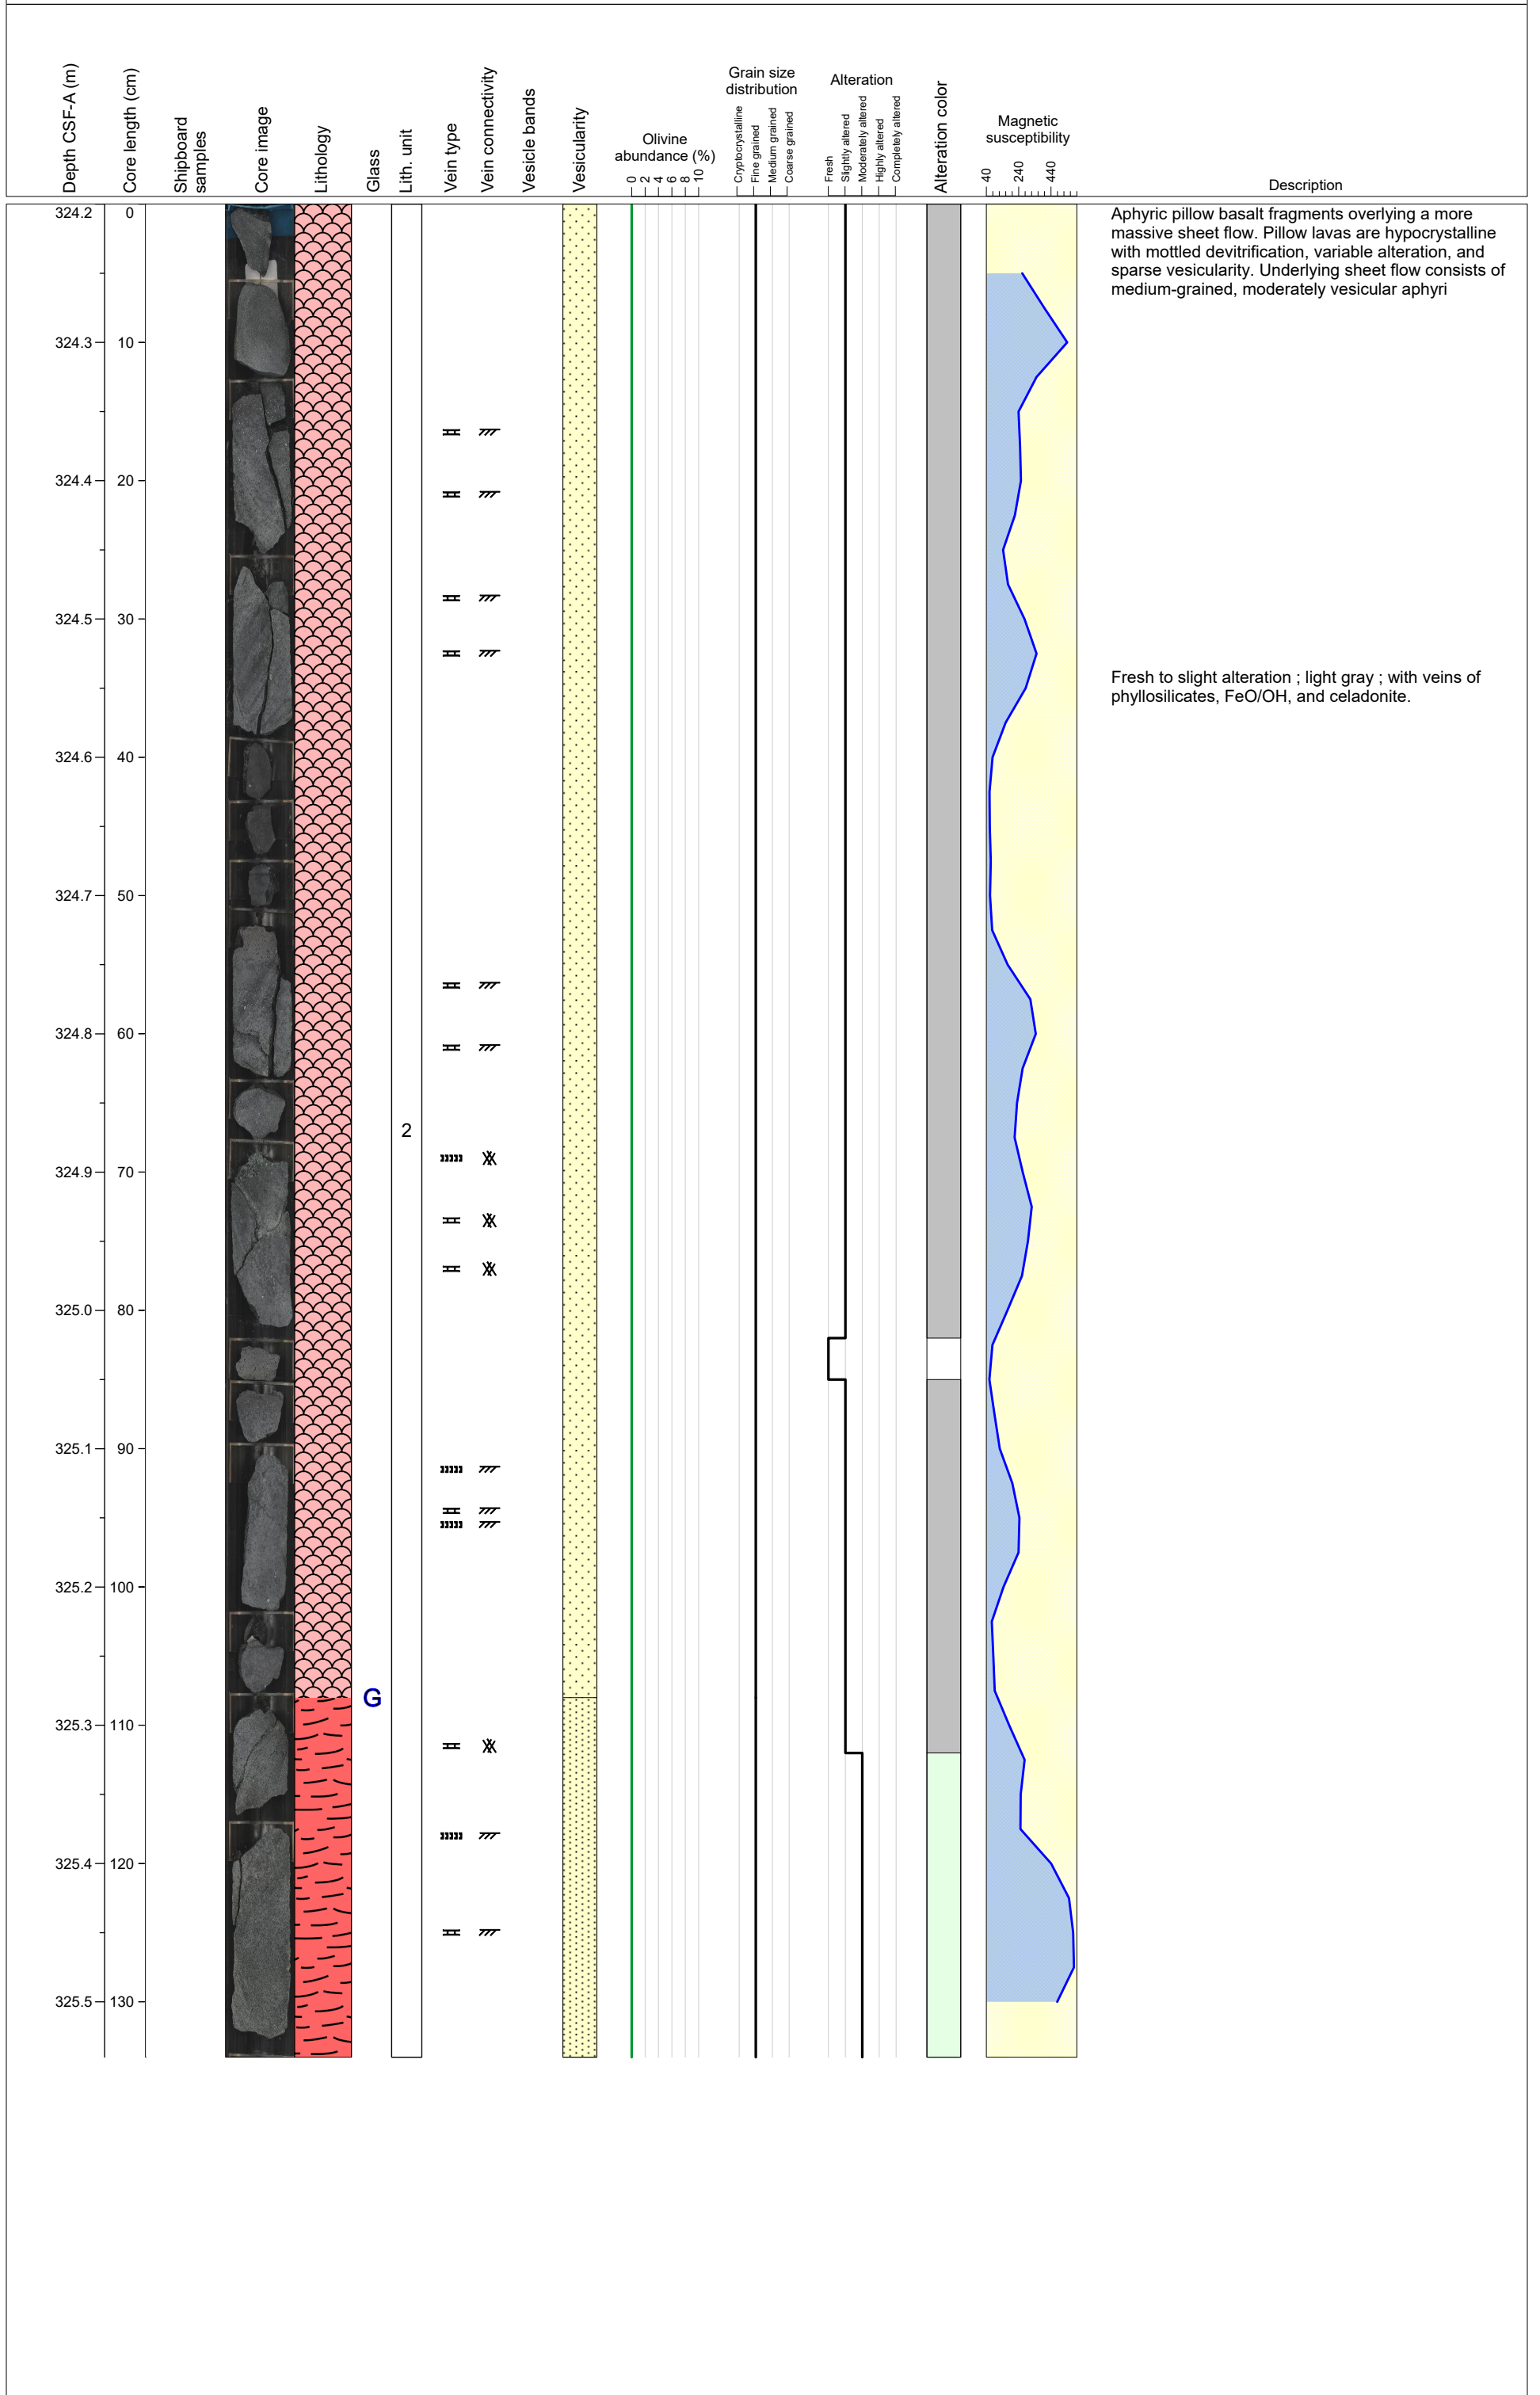 Depth CSF-A (m)
Core length (cm)
Shipboard
samples
Core image
Lithology
Glass
Lith. unit
Vein type
Vein connectivity
Vesicle bands
Vesicularity
Olivine
abundance (%)
0 2 4 6 8 10
Grain size
distribution
Cryptocrystalline
Fine grained
Medium grained
Coarse grained
Alteration
Fresh
Slightly altered
Moderately altered
Highly altered
Completely altered
Alteration color
Magnetic
susceptibility
40 240 440
Description
324.2 0
324.3 10
324.4 20
324.5 30
324.6 40
324.7 50
324.8 60
324.9 70
325.0 80
325.1 90
325.2 100
325.3 110
325.4 120
325.5 130
G
2
Aphyric pillow basalt fragments overlying a more
massive sheet flow. Pillow lavas are hypocrystalline
with mottled devitrification, variable alteration, and
sparse vesicularity. Underlying sheet flow consists of
medium-grained, moderately vesicular aphyri
Fresh to slight alteration ; light gray ; with veins of
phyllosilicates, FeO/OH, and celadonite.